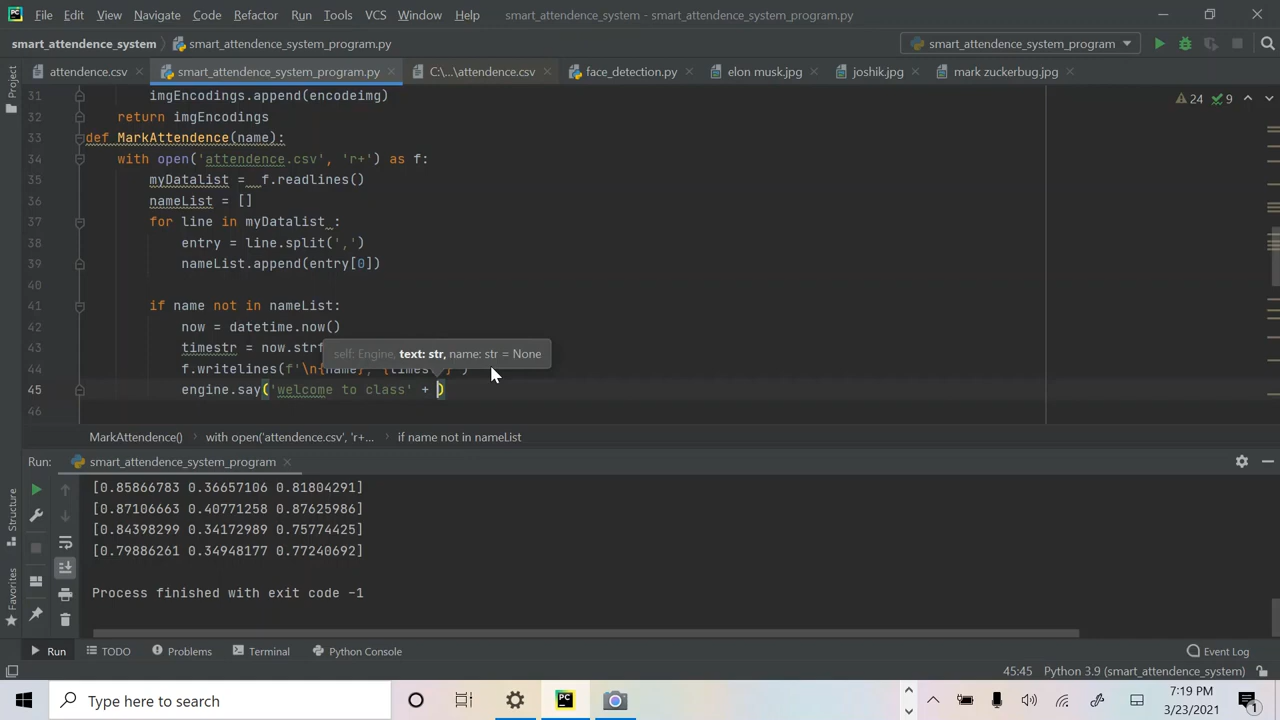 File Edit View Navigate Code Refactor Run Tools VCS Window Help smart_attendence_system - smart_attendence_system_program.py
smart_attendence_system smart_attendence_system_program.py smart_attendence_system_program
attendence.csv smart_attendence_system_program.py C:\...\attendence.csv face_detection.py elon musk.jpg joshik.jpg mark zuckerbug.jpg
Project
31 imgEncodings.append(encodeimg) 24 9
32 return imgEncodings
33 def MarkAttendence(name):
34 with open('attendence.csv', 'r+') as f:
35 myDatalist = f.readlines()
36 nameList = []
37 for line in myDatalist :
38 entry = line.split(',')
39 nameList.append(entry[0])
40
41 if name not in nameList:
42 now = datetime.now()
43 timestr = now.strf
self: Engine, text: str, name: str = None
44 f.writelines(f'\n{name}, {times
45 engine.say('welcome to class' + )
46
MarkAttendence() with open('attendence.csv', 'r+... if name not in nameList
Run: smart_attendence_system_program
[0.85866783 0.36657106 0.81804291]
[0.87106663 0.40771258 0.87625986]
[0.84398299 0.34172989 0.75774425]
[0.79886261 0.34948177 0.77240692]
Process finished with exit code -1
Structure
Favorites
Run TODO Problems Terminal Python Console Event Log
45:45 Python 3.9 (smart_attendence_system)
Type here to search
7:19 PM
3/23/2021
1